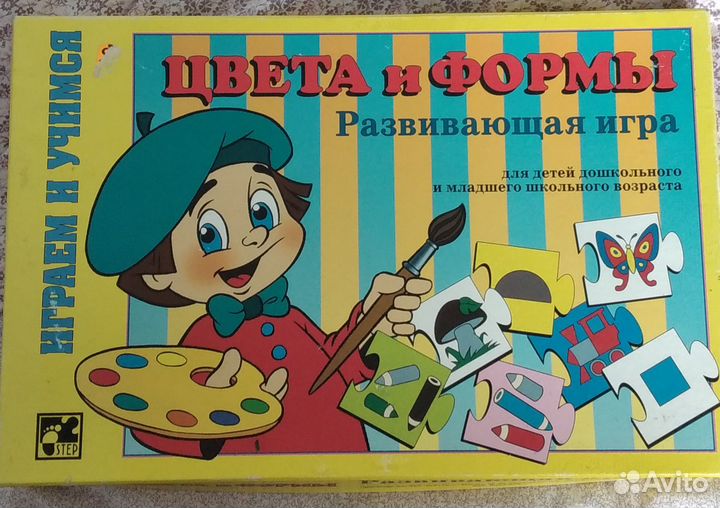 ИГРАЕМ И УЧИМСЯ
ЦВЕТА и ФОРМЫ
Развивающая игра
для детей дошкольного
и младшего школьного возраста
STEP
Avito